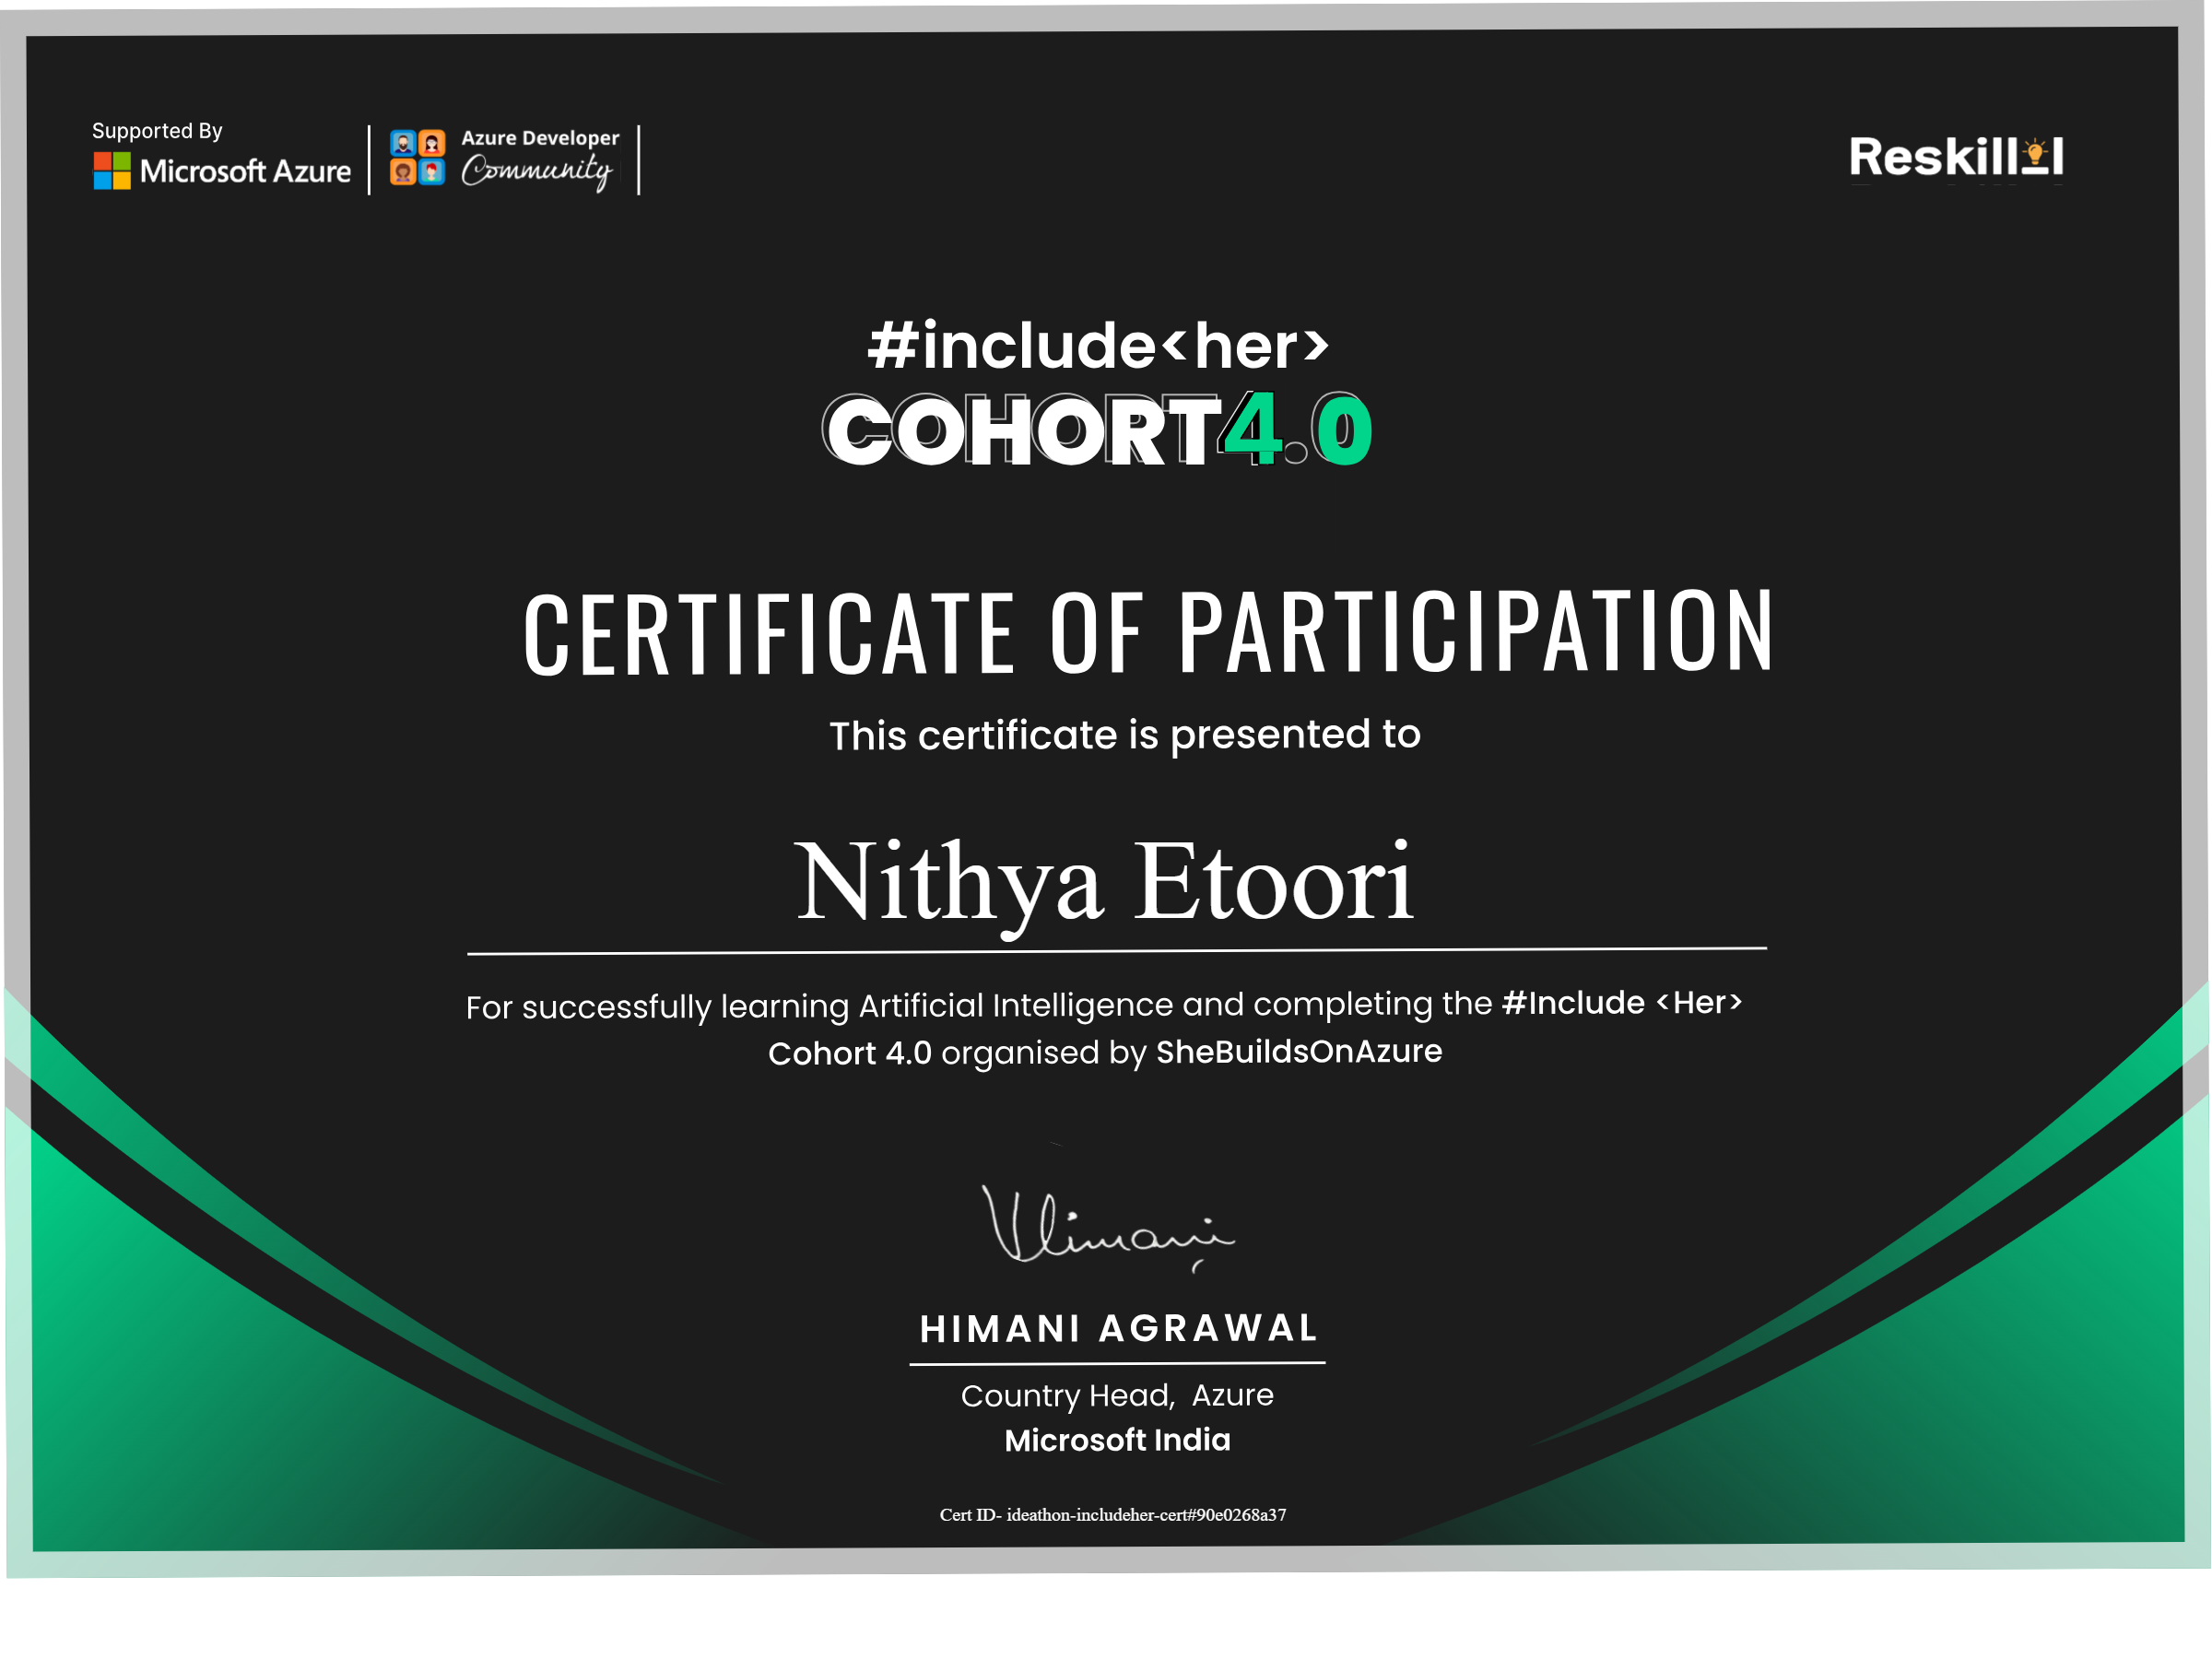 Supported By
Microsoft Azure
Azure Developer
Community
Reskilll
#include<her>
COHORT4.0
CERTIFICATE OF PARTICIPATION
This certificate is presented to
Nithya Etoori
For successfully learning Artificial Intelligence and completing the #Include <Her>
Cohort 4.0 organised by SheBuildsOnAzure
Himani
HIMANI AGRAWAL
Country Head,  Azure
Microsoft India
Cert ID- ideathon-includeher-cert#90e0268a37